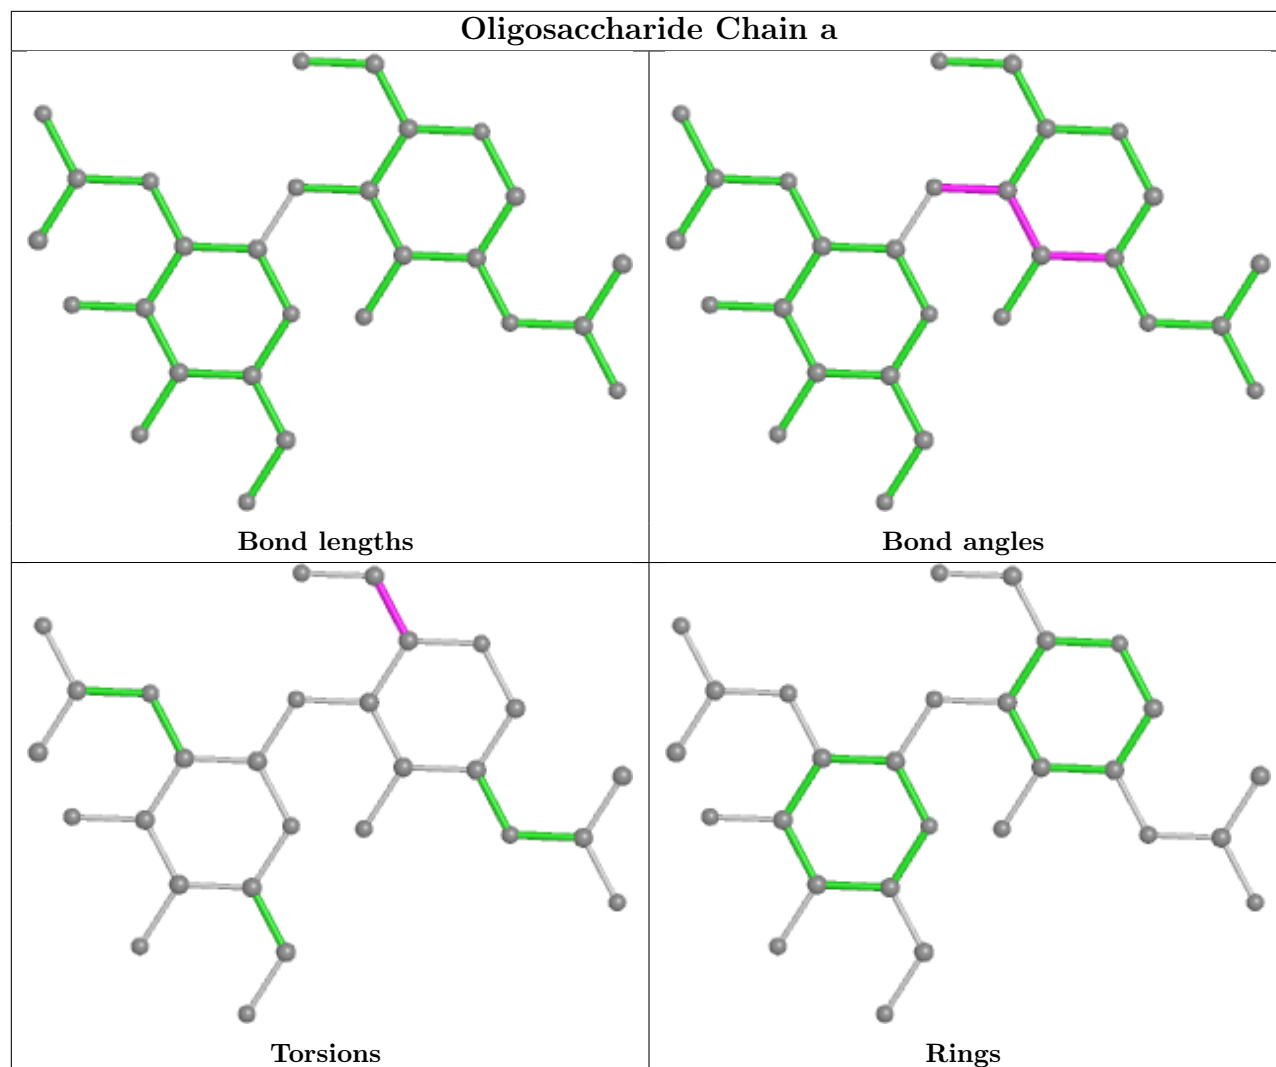 Oligosaccharide Chain a
Bond lengths
Bond angles
Torsions
Rings